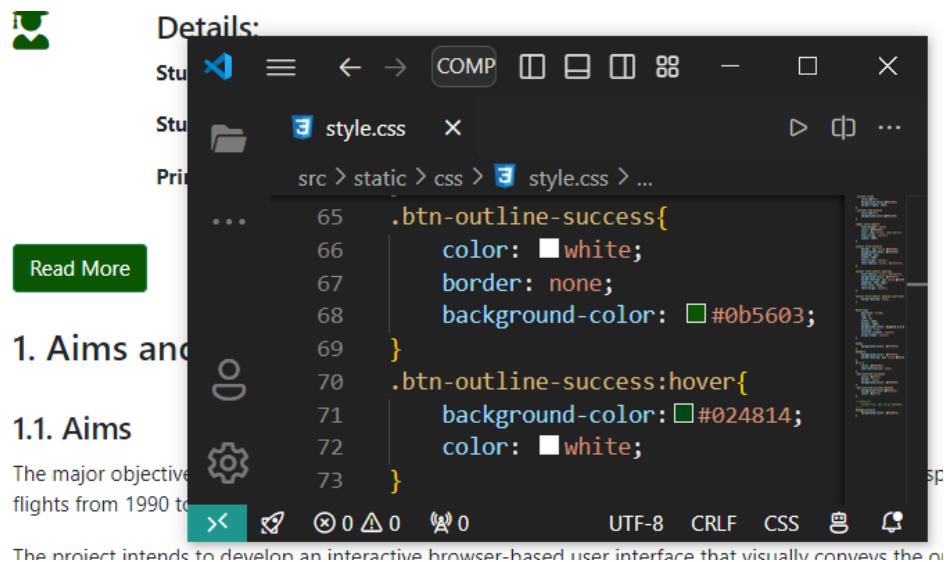 Details:
Stu
Stu
Prin
Read More
1. Aims and
1.1. Aims
The major objective
flights from 1990 to
The project intends to develop an interactive browser-based user interface that visually conveys the
COMP
style.css
src > static > css > style.css > ...
65 .btn-outline-success{
66 color: white;
67 border: none;
68 background-color: #0b5603;
69 }
70 .btn-outline-success:hover{
71 background-color: #024814;
72 color: white;
73 }
0 0 0 UTF-8 CRLF CSS